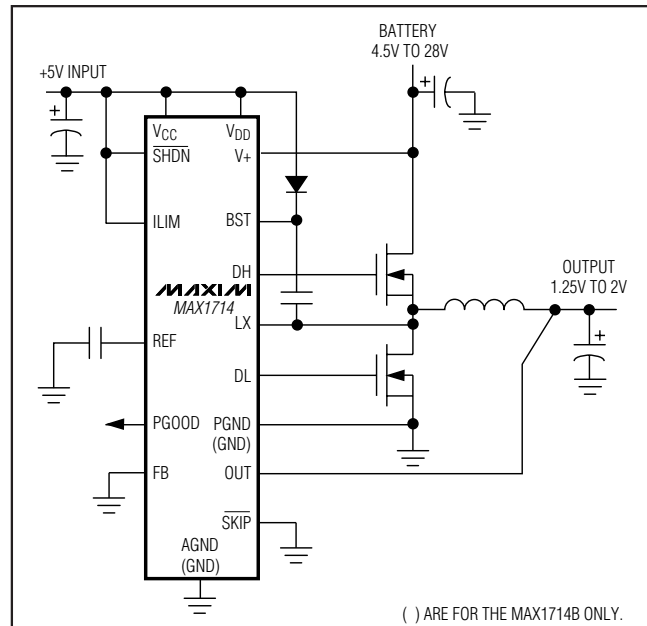 BATTERY
4.5V TO 28V
+5V INPUT
+
+
VCC
VDD
SHDN
V+
ILIM
BST
DH
MAXIM
MAX1714
LX
OUTPUT
1.25V TO 2V
+
REF
DL
PGOOD
PGND
(GND)
FB
OUT
SKIP
AGND
(GND)
( ) ARE FOR THE MAX1714B ONLY.